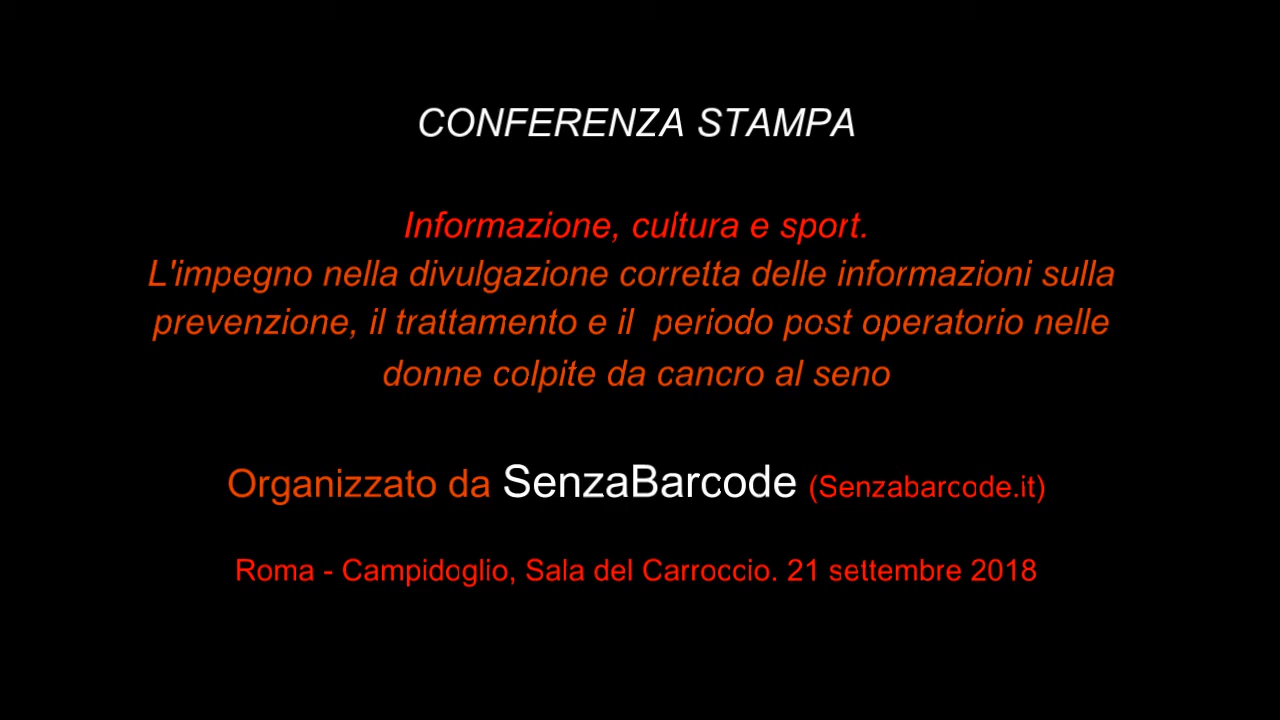 CONFERENZA STAMPA
Informazione, cultura e sport.
L'impegno nella divulgazione corretta delle informazioni sulla
prevenzione, il trattamento e il  periodo post operatorio nelle
donne colpite da cancro al seno
Organizzato da SenzaBarcode (Senzabarcode.it)
Roma - Campidoglio, Sala del Carroccio. 21 settembre 2018